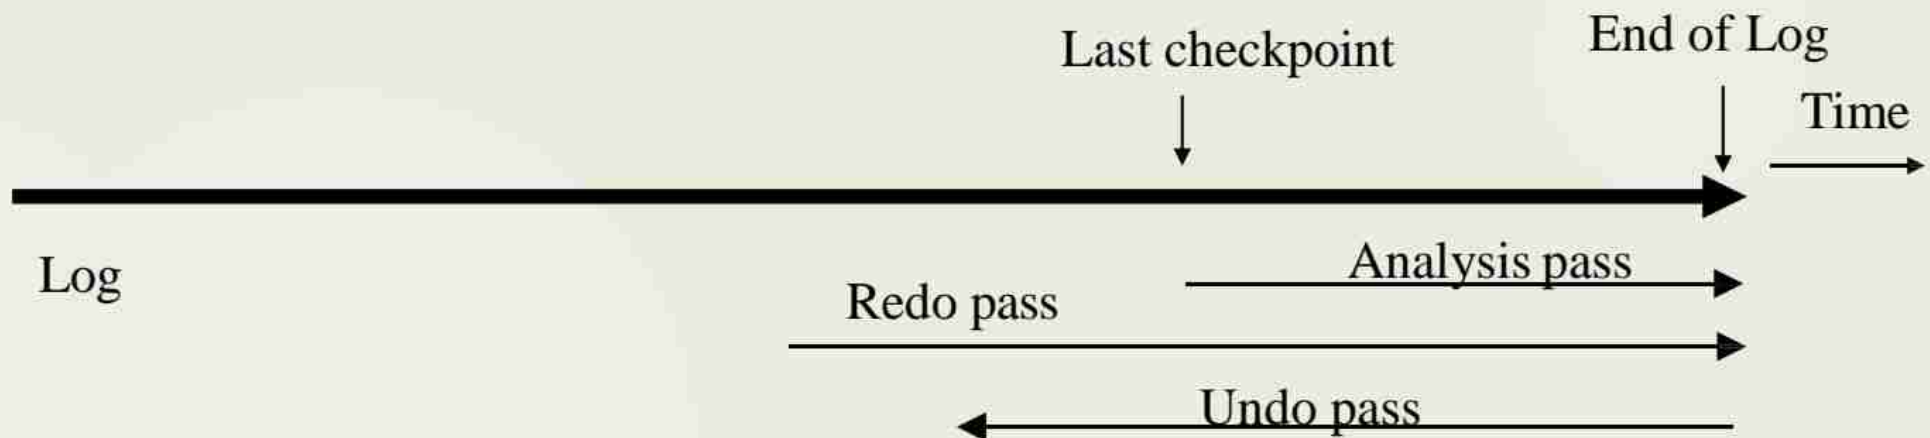 Last checkpoint
End of Log
Time
Log
Analysis pass
Redo pass
Undo pass